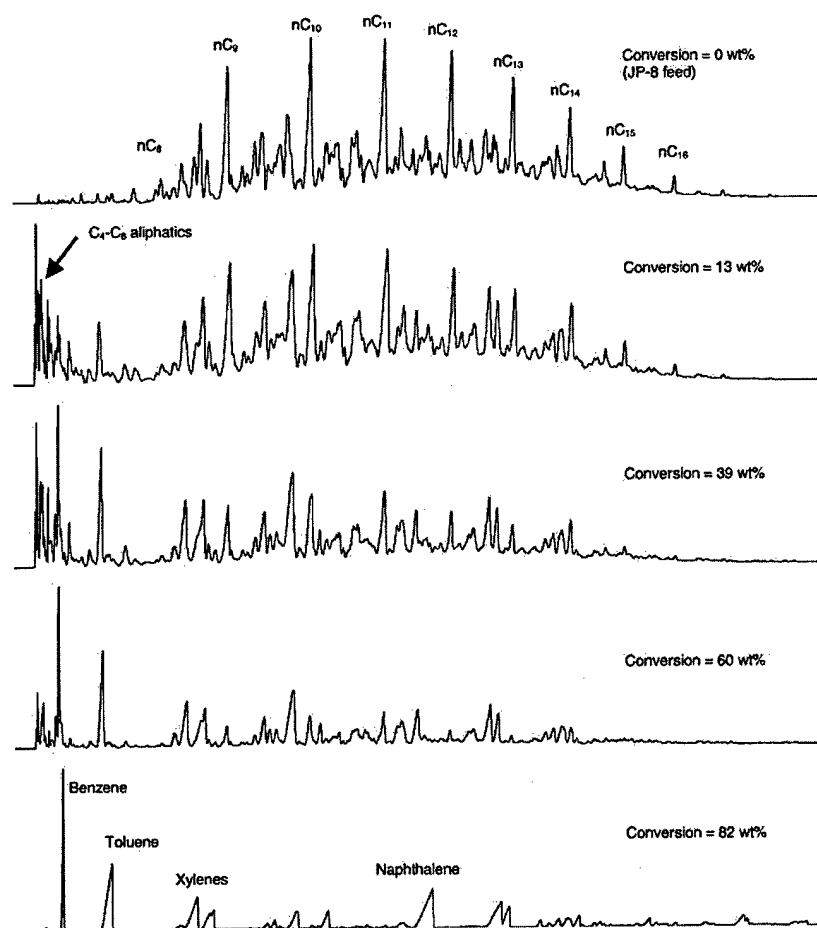 nC₈
nC₉
nC₁₀
nC₁₁
nC₁₂
nC₁₃
nC₁₄
nC₁₅
nC₁₆
Conversion = 0 wt%
(JP-8 feed)
C₄-C₆ aliphatics
Conversion = 13 wt%
Conversion = 39 wt%
Conversion = 60 wt%
Benzene
Toluene
Xylenes
Naphthalene
Conversion = 82 wt%